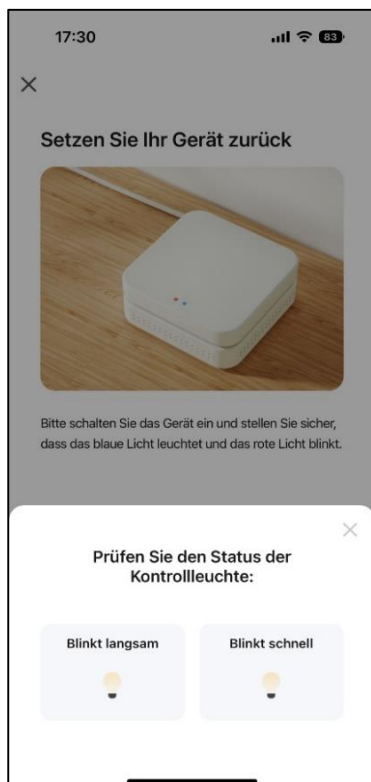 17:30
83
Setzen Sie Ihr Gerät zurück
Bitte schalten Sie das Gerät ein und stellen Sie sicher,
dass das blaue Licht leuchtet und das rote Licht blinkt.
Prüfen Sie den Status der
Kontrollleuchte:
Blinkt langsam
Blinkt schnell